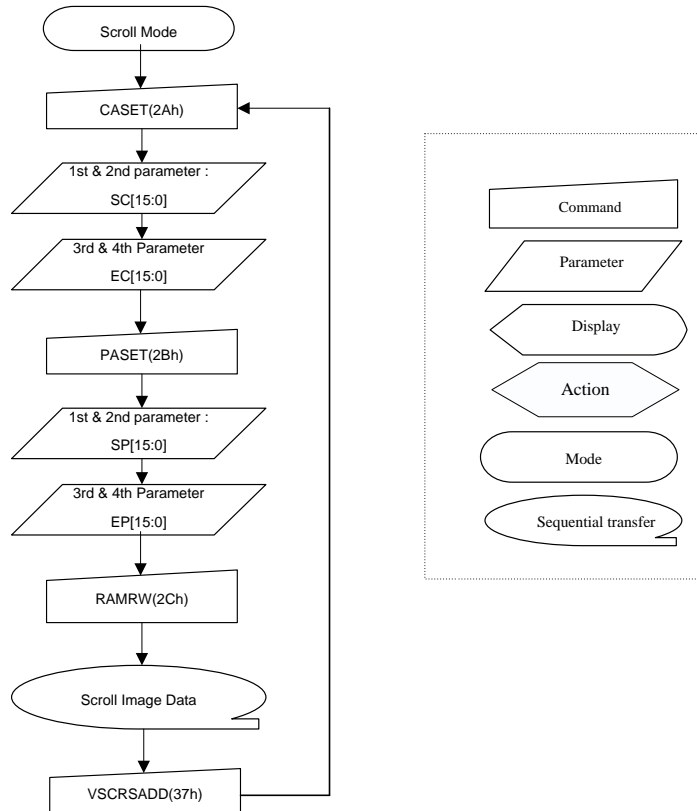 Scroll Mode
CASET(2Ah)
1st & 2nd parameter :
SC[15:0]
3rd & 4th Parameter
EC[15:0]
PASET(2Bh)
1st & 2nd parameter :
SP[15:0]
3rd & 4th Parameter
EP[15:0]
RAMRW(2Ch)
Scroll Image Data
VSCRSADD(37h)
Command
Parameter
Display
Action
Mode
Sequential transfer